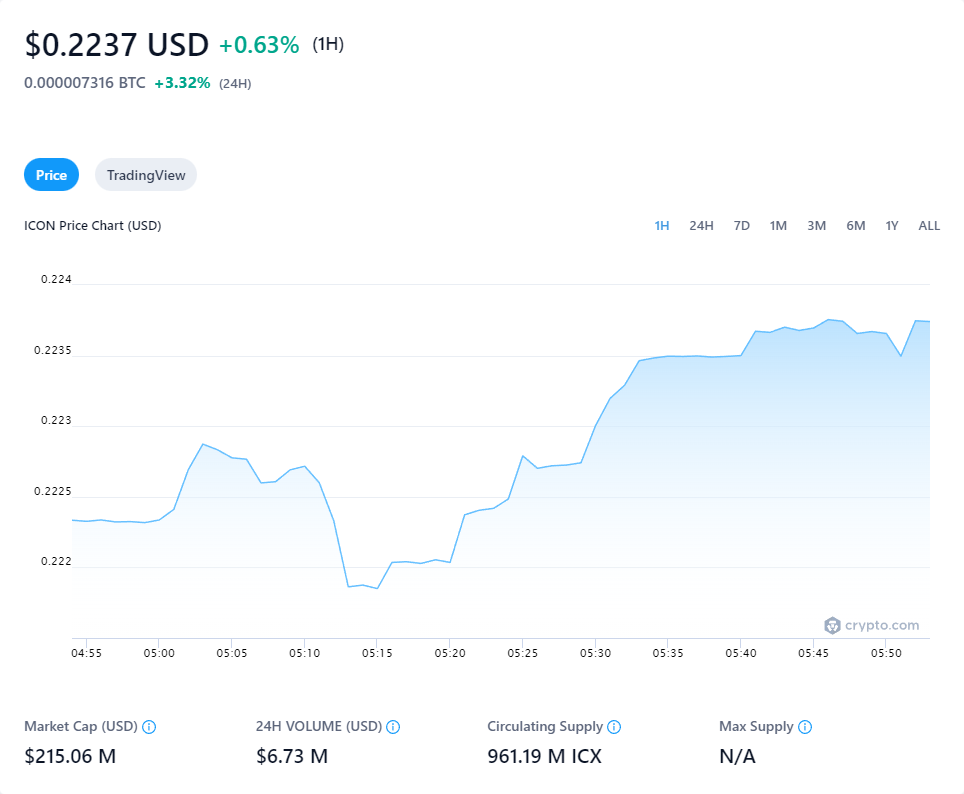 $0.2237 USD +0.63% (1H)
0.000007316 BTC +3.32% (24H)
Price TradingView
ICON Price Chart (USD) 1H 24H 7D 1M 3M 6M 1Y ALL
0.224
0.2235
0.223
0.2225
0.222
crypto.com
04:55 05:00 05:05 05:10 05:15 05:20 05:25 05:30 05:35 05:40 05:45 05:50
Market Cap (USD) 24H VOLUME (USD) Circulating Supply Max Supply
$215.06 M $6.73 M 961.19 M ICX N/A